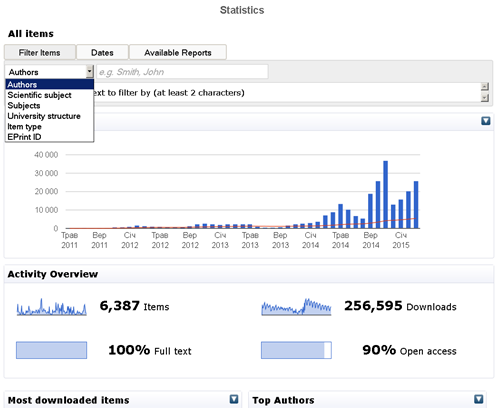 Statistics
All items
Filter Items Dates Available Reports
Authors e.g. Smith, John
Authors ext to filter by (at least 2 characters)
Scientific subject
Subjects
University structure
Item type
EPrint ID
40 000
30 000
20 000
10 000
0
Трав Вер Січ Трав Вер Січ Трав Вер Січ Трав Вер Січ
2011 2011 2012 2012 2012 2013 2013 2013 2014 2014 2014 2015
Activity Overview
6,387 Items 256,595 Downloads
100% Full text 90% Open access
Most downloaded items Top Authors